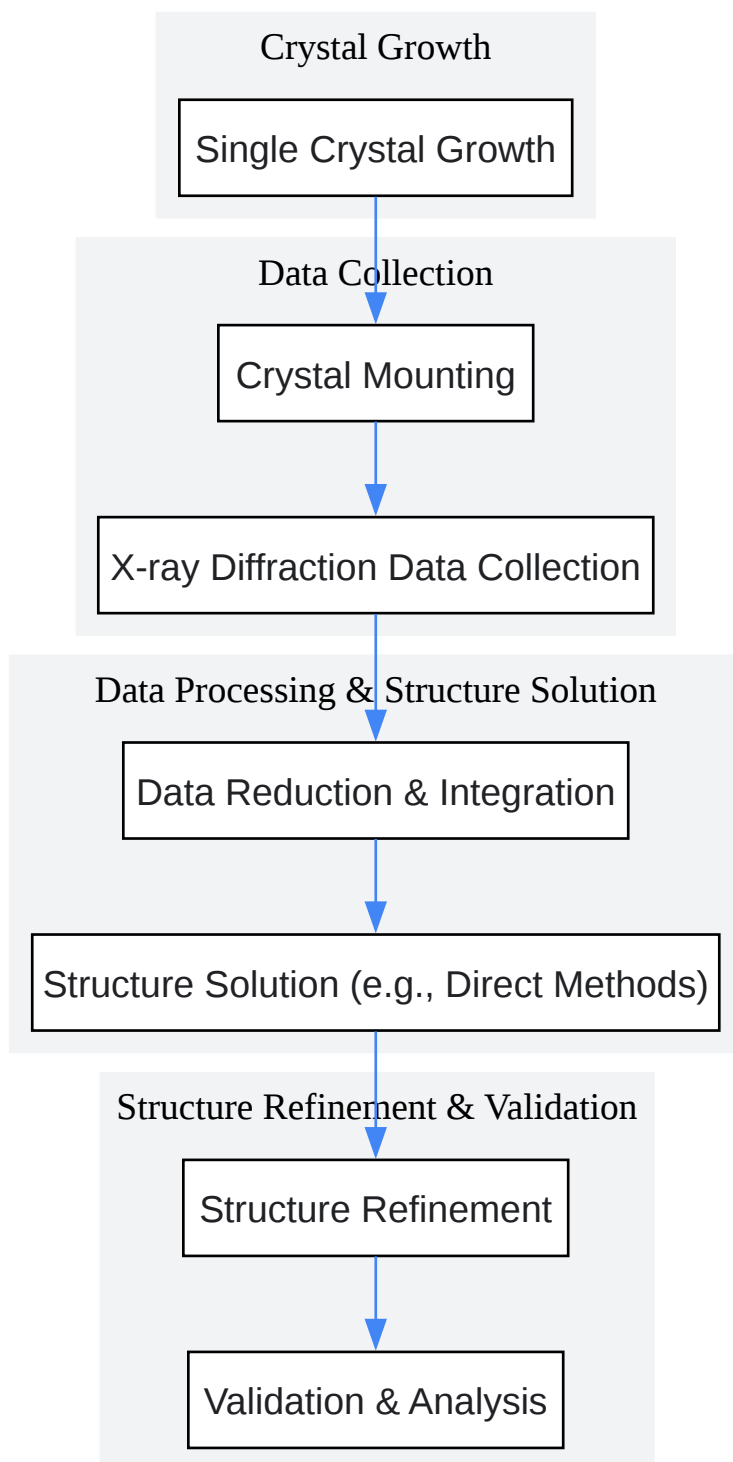 Crystal Growth
Single Crystal Growth
Data Collection
Crystal Mounting
X-ray Diffraction Data Collection
Data Processing & Structure Solution
Data Reduction & Integration
Structure Solution (e.g., Direct Methods)
Structure Refinement & Validation
Structure Refinement
Validation & Analysis